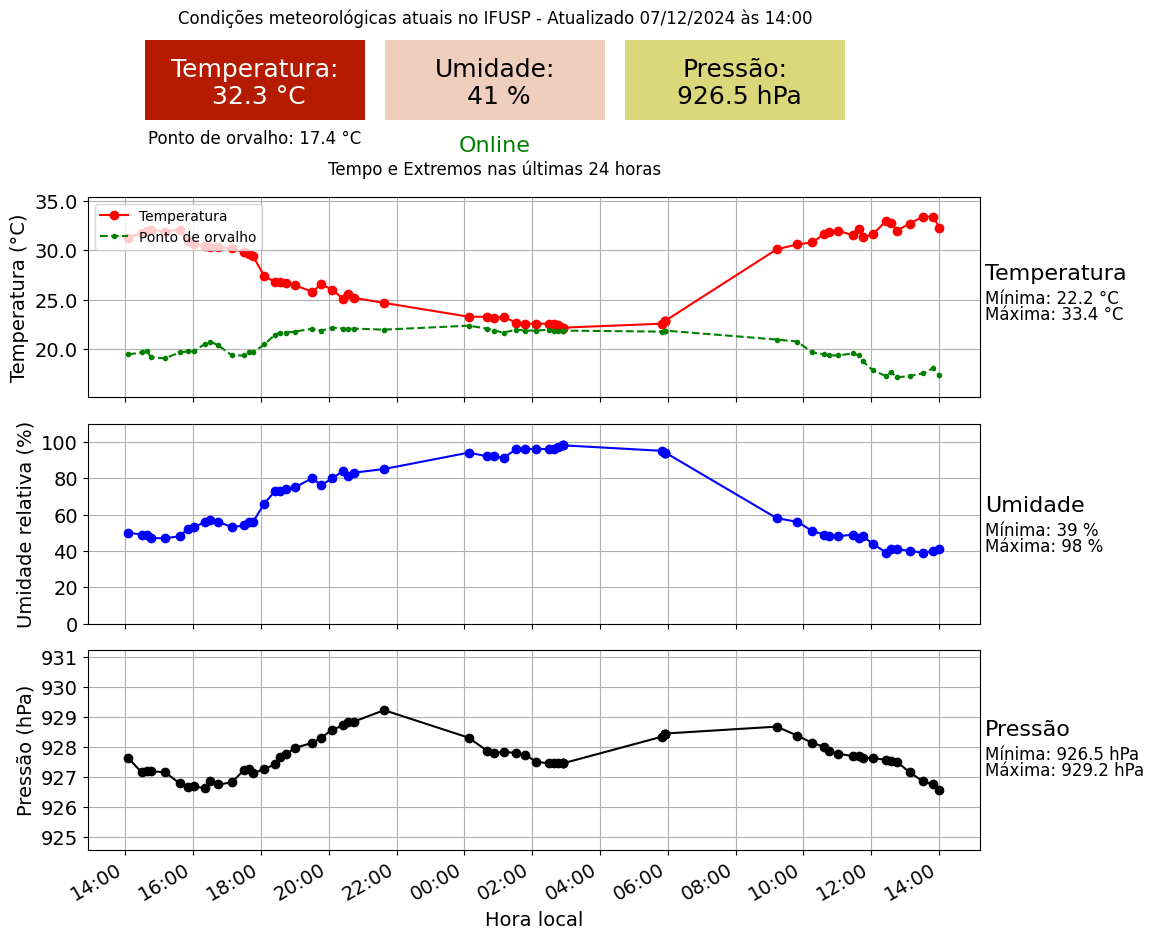 Condições meteorológicas atuais no IFUSP - Atualizado 07/12/2024 às 14:00
Temperatura:
32.3 °C
Umidade:
41 %
Pressão:
926.5 hPa
Ponto de orvalho: 17.4 °C
Online
Tempo e Extremos nas últimas 24 horas
Temperatura (°C)
35.0
30.0
25.0
20.0
Temperatura
Ponto de orvalho
Temperatura
Mínima: 22.2 °C
Máxima: 33.4 °C
Umidade relativa (%)
100
80
60
40
20
0
Umidade
Mínima: 39 %
Máxima: 98 %
Pressão (hPa)
931
930
929
928
927
926
925
Pressão
Mínima: 926.5 hPa
Máxima: 929.2 hPa
14:00 16:00 18:00 20:00 22:00 00:00 02:00 04:00 06:00 08:00 10:00 12:00 14:00
Hora local